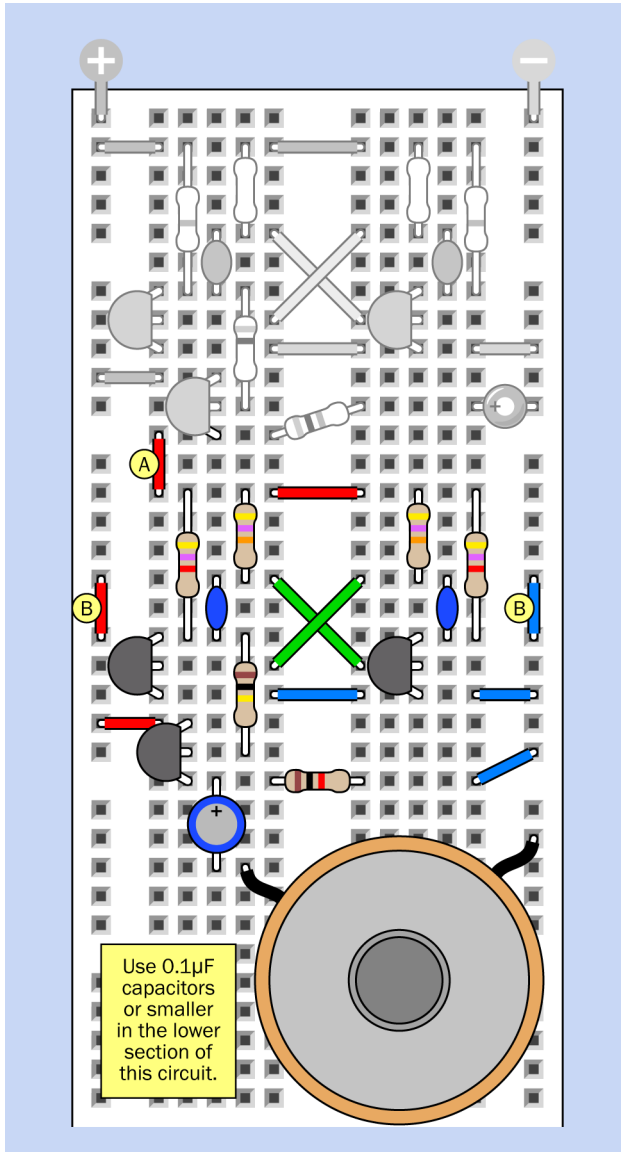 +
−
A
B
B
+
+
Use 0.1µF
capacitors
or smaller
in the lower
section of
this circuit.